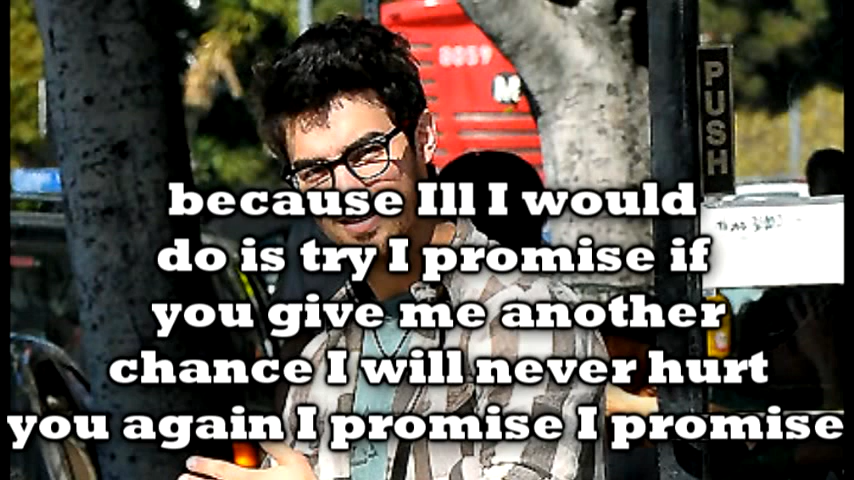 8059
M
PUSH
because Ill I would
do is try I promise if
you give me another
chance I will never hurt
you again I promise I promise